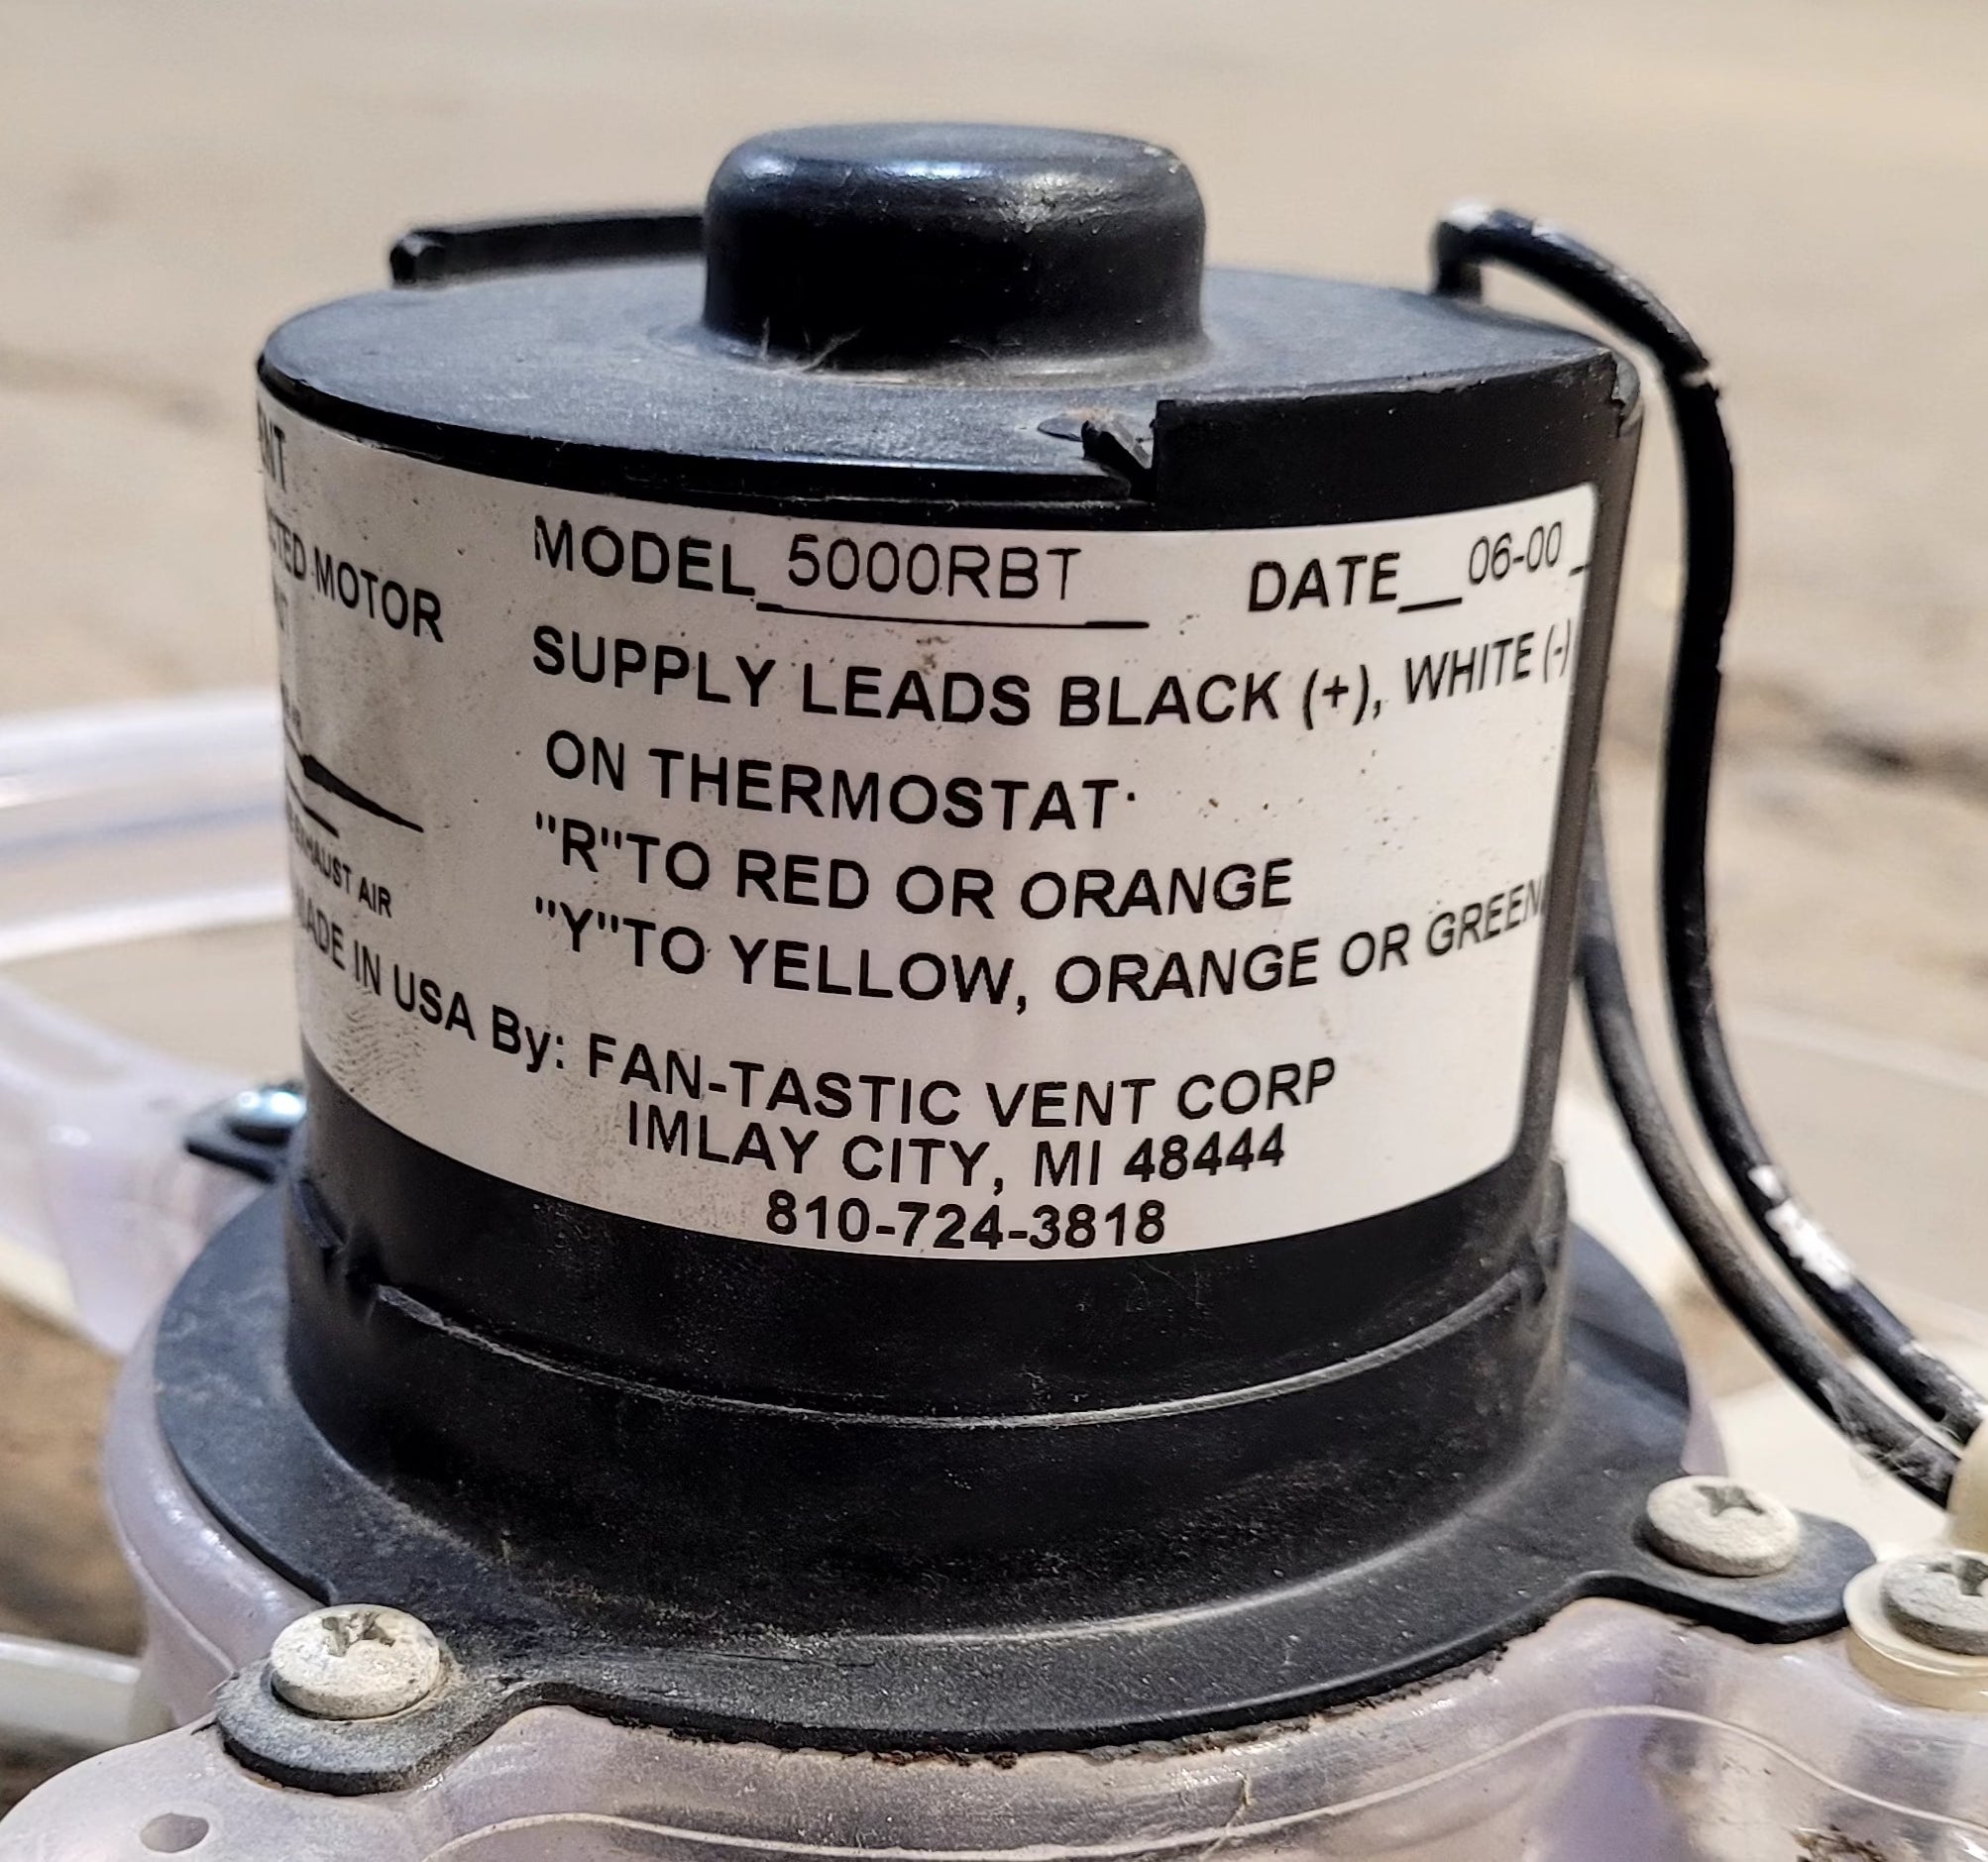 MOTOR
EXHAUST AIR
MODEL 5000RBT DATE 06-00
SUPPLY LEADS BLACK (+), WHITE (-)
ON THERMOSTAT
"R"TO RED OR ORANGE
"Y"TO YELLOW, ORANGE OR GREEN
MADE IN USA By: FAN-TASTIC VENT CORP
IMLAY CITY, MI 48444
810-724-3818